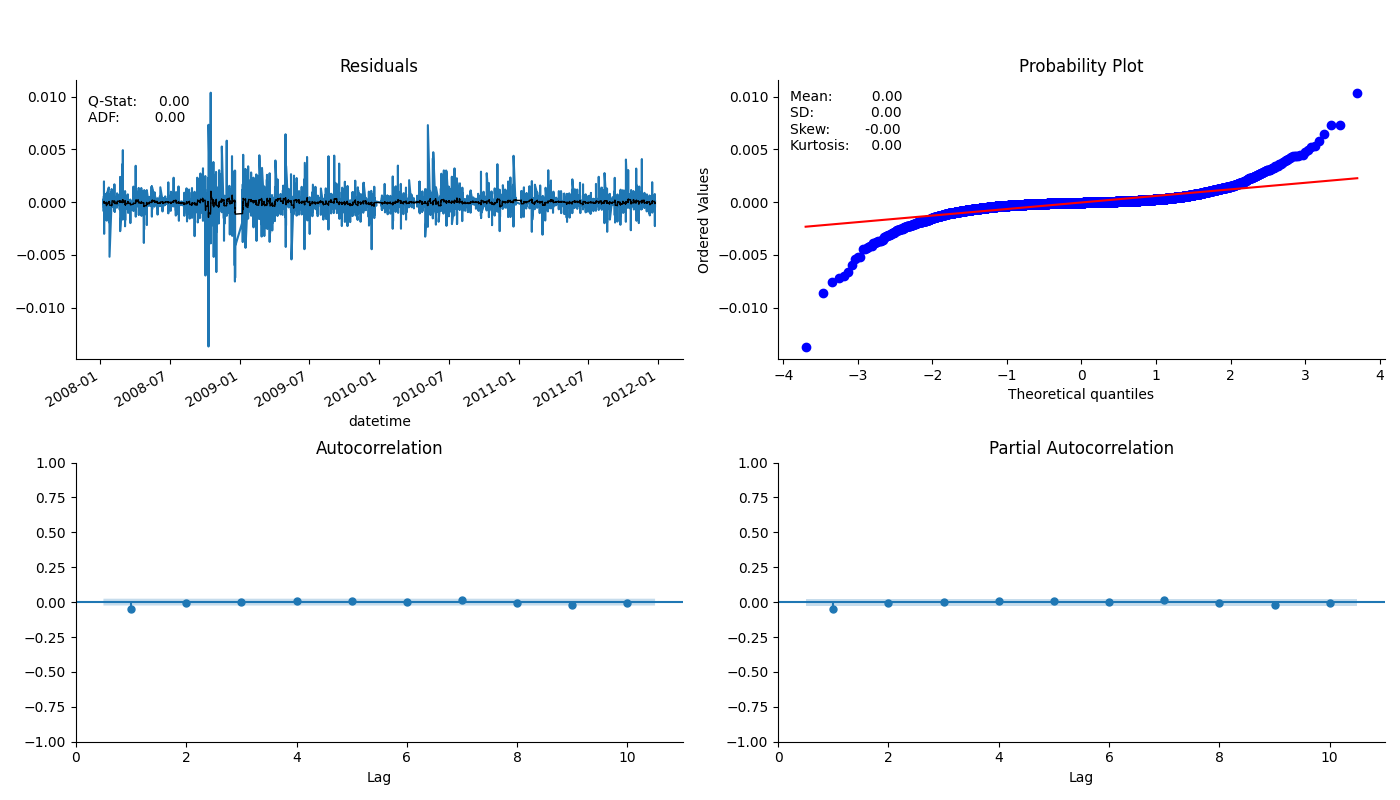 Residuals
Q-Stat: 0.00
ADF: 0.00
0.010
0.005
0.000
−0.005
−0.010
2008-01
2008-07
2009-01
2009-07
2010-01
2010-07
2011-01
2011-07
2012-01
datetime
Probability Plot
Mean: 0.00
SD: 0.00
Skew: -0.00
Kurtosis: 0.00
Ordered Values
0.010
0.005
0.000
−0.005
−0.010
−4 −3 −2 −1 0 1 2 3 4
Theoretical quantiles
Autocorrelation
1.00
0.75
0.50
0.25
0.00
−0.25
−0.50
−0.75
−1.00
0 2 4 6 8 10
Lag
Partial Autocorrelation
1.00
0.75
0.50
0.25
0.00
−0.25
−0.50
−0.75
−1.00
0 2 4 6 8 10
Lag